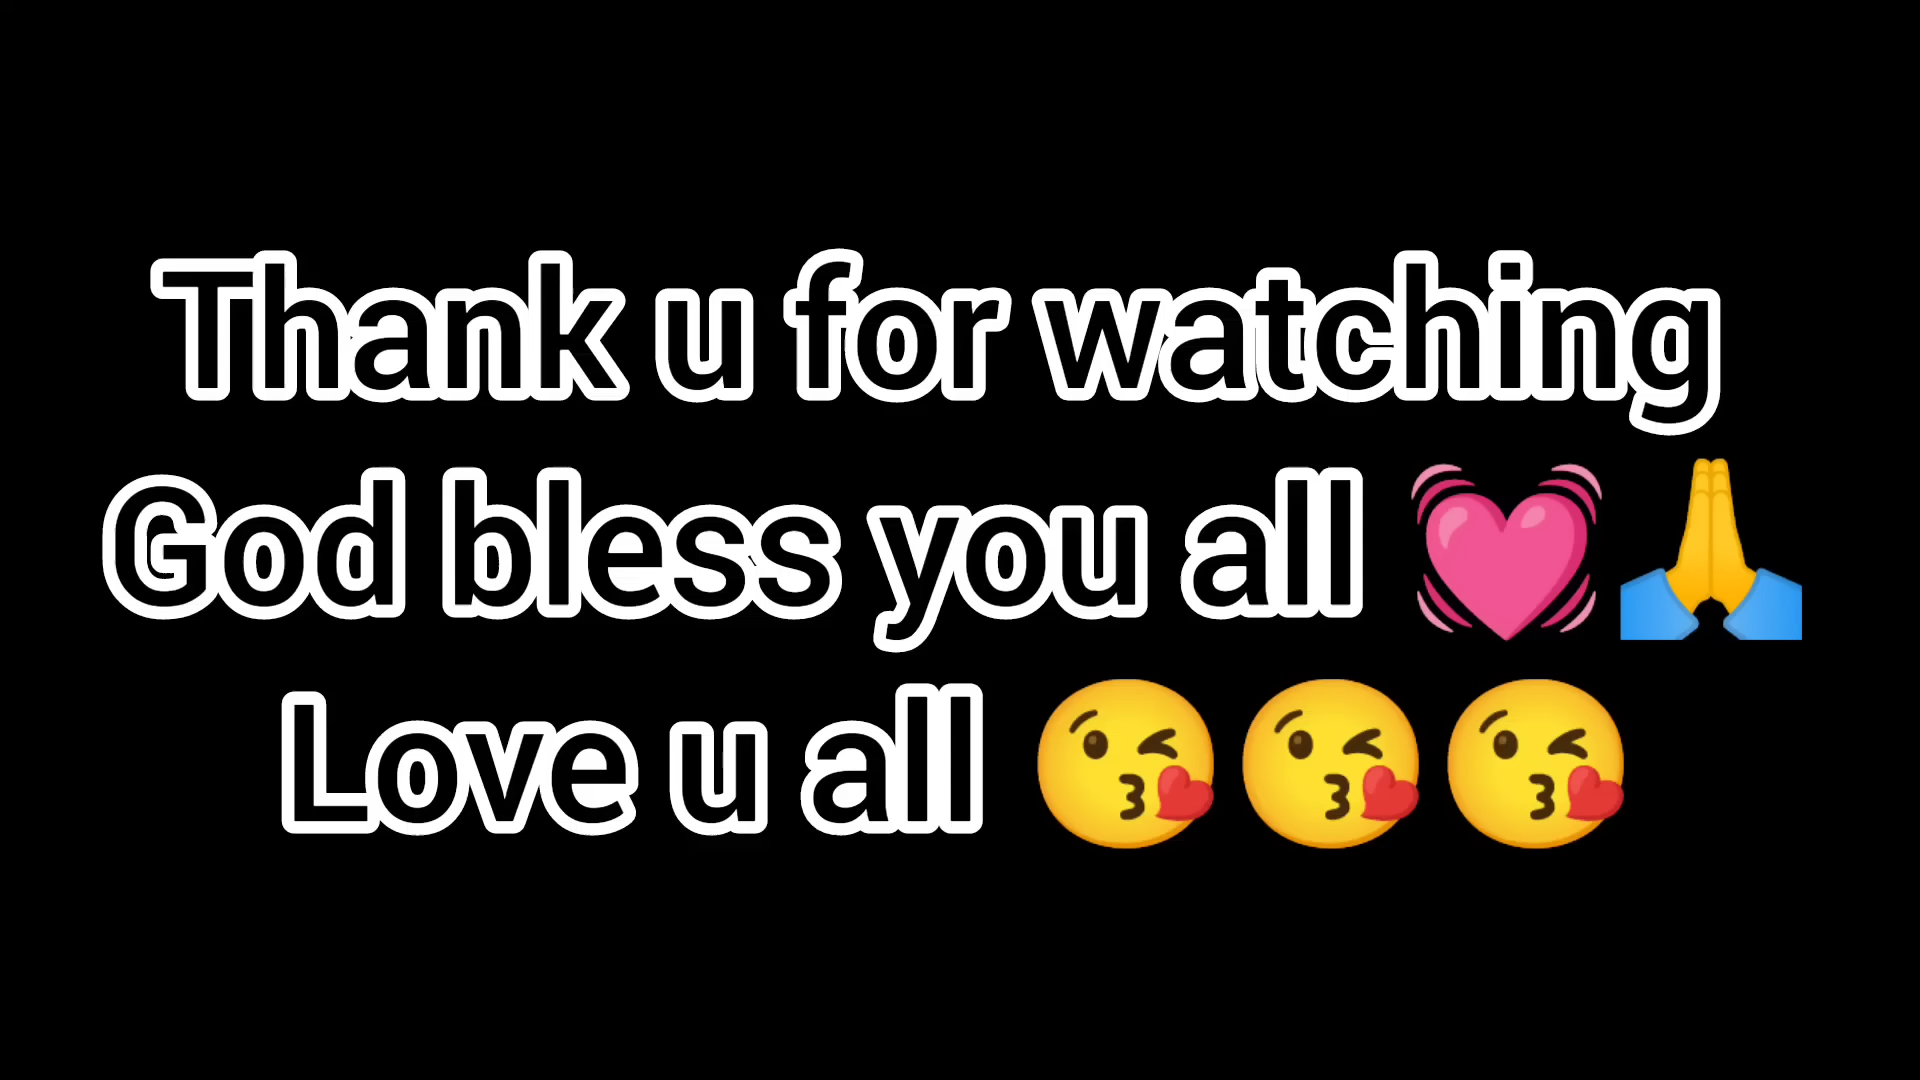 Thank u for watching
God bless you all 💓🙏
Love u all 😘😘😘